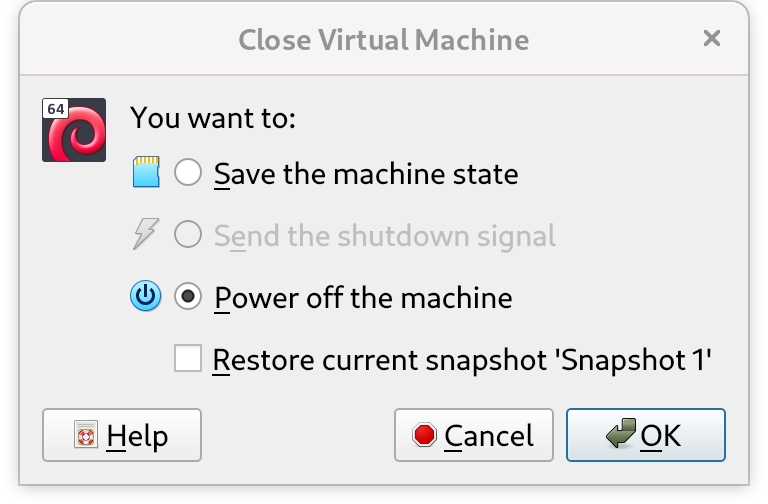 Close Virtual Machine
64
You want to:
Save the machine state
Send the shutdown signal
Power off the machine
Restore current snapshot 'Snapshot 1'
Help
Cancel
OK